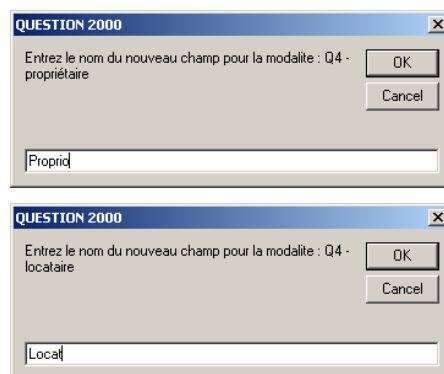 QUESTION 2000
Entrez le nom du nouveau champ pour la modalite : Q4 -
propriétaire
OK
Cancel
Proprio
QUESTION 2000
Entrez le nom du nouveau champ pour la modalite : Q4 -
locataire
OK
Cancel
Locat